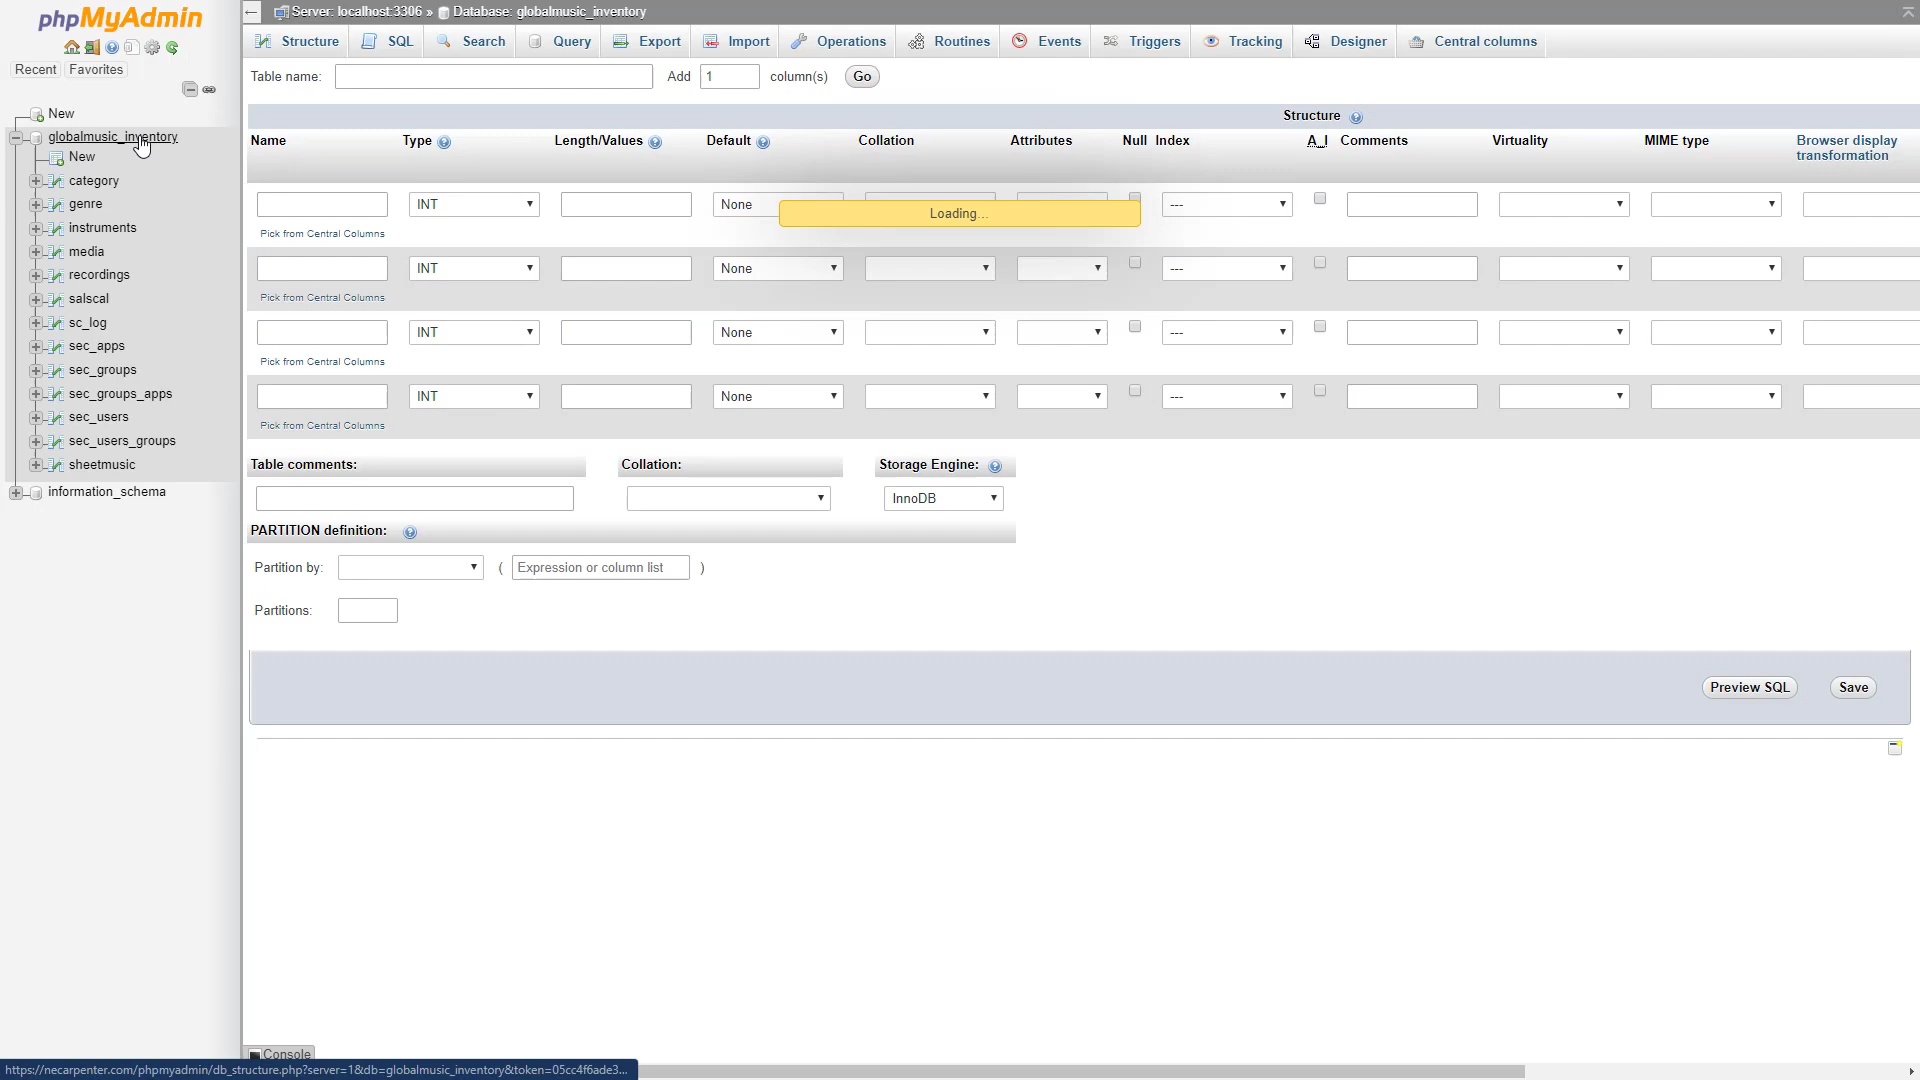 phpMyAdmin
Recent Favorites
New
globalmusic_inventory
New
category
genre
instruments
media
recordings
salscal
sc_log
sec_apps
sec_groups
sec_groups_apps
sec_users
sec_users_groups
sheetmusic
information_schema
Server: localhost:3306 » Database: globalmusic_inventory
Structure SQL Search Query Export Import Operations Routines Events Triggers Tracking Designer Central columns
Table name: Add 1 column(s) Go
Structure
Name Type Length/Values Default Collation Attributes Null Index A_I Comments Virtuality MIME type Browser display
transformation
INT None ---
Loading...
Pick from Central Columns
INT None ---
Pick from Central Columns
INT None ---
Pick from Central Columns
INT None ---
Pick from Central Columns
Table comments: Collation: Storage Engine:
InnoDB
PARTITION definition:
Partition by: ( Expression or column list )
Partitions:
Preview SQL Save
Console
https://necarpenter.com/phpmyadmin/db_structure.php?server=1&db=globalmusic_inventory&token=05cc4f6ade3...